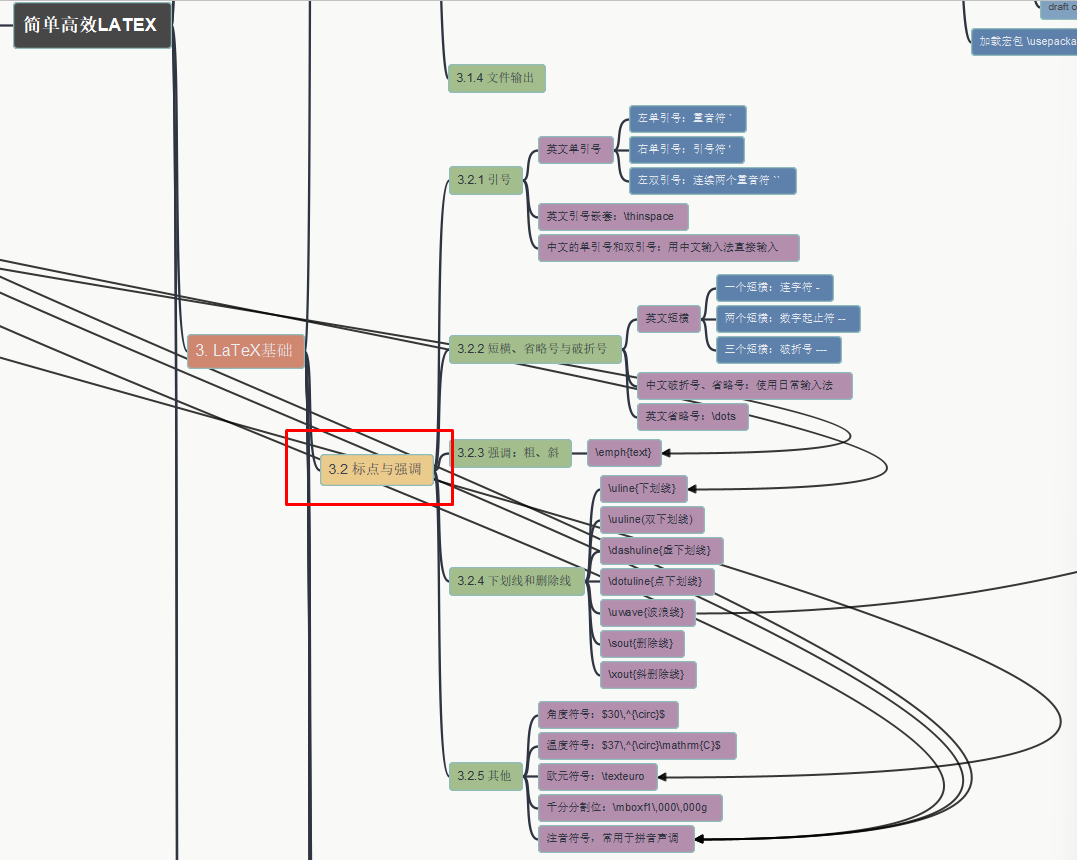 简单高效LATEX
draft
加载宏包 \usepacka
3.1.4 文件输出
3.2.1 引号
英文单引号
左单引号：重音符 `
右单引号：引号符 '
左双引号：连续两个重音符 ``
英文引号嵌套：\thinspace
中文的单引号和双引号：用中文输入法直接输入
3.2.2 短横、省略号与破折号
英文短横
一个短横：连字符 -
两个短横：数字起止符 --
三个短横：破折号 ---
中文破折号、省略号：使用日常输入法
英文省略号：\dots
3. LaTeX基础
3.2 标点与强调
3.2.3 强调：粗、斜
\emph{text}
3.2.4 下划线和删除线
\uline{下划线}
\uuline(双下划线)
\dashuline{虚下划线}
\dotuline{点下划线}
\uwave{波浪线}
\sout{删除线}
\xout{斜删除线}
3.2.5 其他
角度符号：$30\,^{\circ}$
温度符号：$37\,^{\circ}\mathrm{C}$
欧元符号：\texteuro
千分分割位：\mboxf1\,000\,000g
注音符号，常用于拼音声调